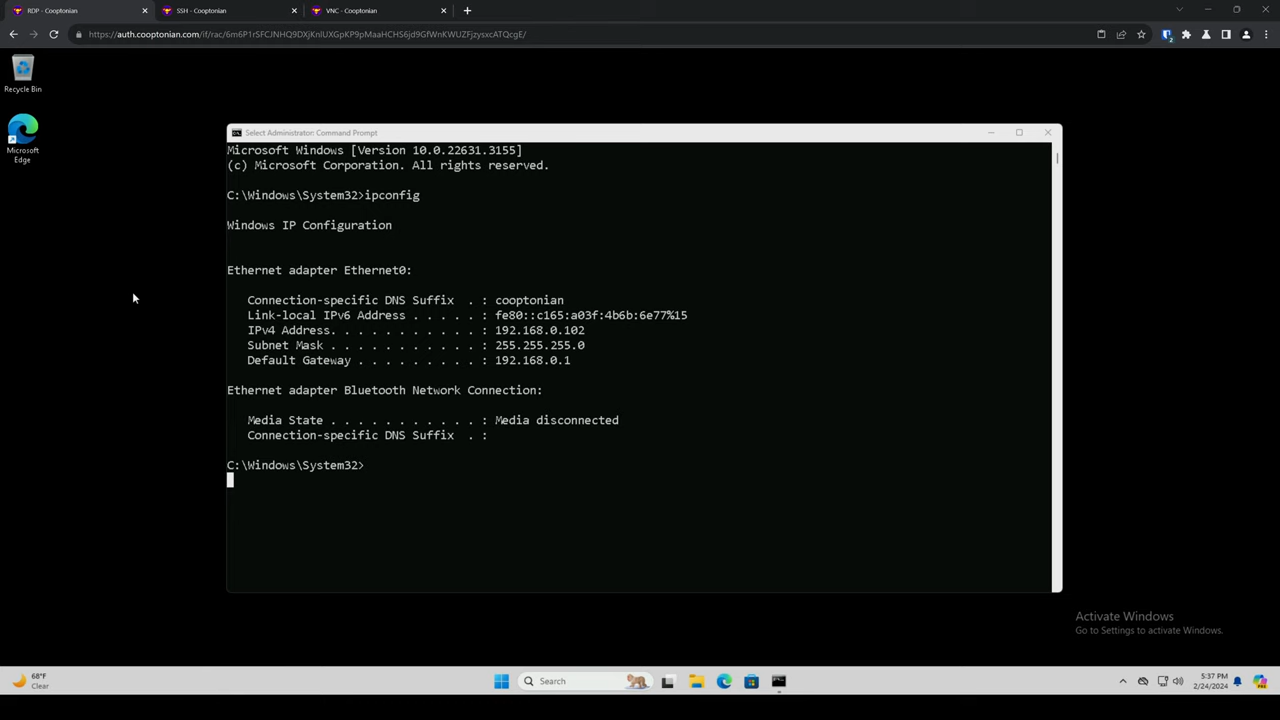 RDP - Cooptonian
SSH - Cooptonian
VNC - Cooptonian
https://auth.cooptonian.com/if/rac/6m6P1rSFCJNHQ9DXjKnlUXGpKP9pMaaHCHS6jd9GfWnKWUZFjzysxcATQcgE/
Recycle Bin
Microsoft
Edge
Select Administrator: Command Prompt
Microsoft Windows [Version 10.0.22631.3155]
(c) Microsoft Corporation. All rights reserved.
C:\Windows\System32>ipconfig
Windows IP Configuration
Ethernet adapter Ethernet0:
Connection-specific DNS Suffix . : cooptonian
Link-local IPv6 Address . . . . . : fe80::c165:a03f:4b6b:6e77%15
IPv4 Address. . . . . . . . . . . : 192.168.0.102
Subnet Mask . . . . . . . . . . . : 255.255.255.0
Default Gateway . . . . . . . . . : 192.168.0.1
Ethernet adapter Bluetooth Network Connection:
Media State . . . . . . . . . . . : Media disconnected
Connection-specific DNS Suffix . :
C:\Windows\System32>
Activate Windows
Go to Settings to activate Windows.
68°F
Clear
Search
5:37 PM
2/24/2024